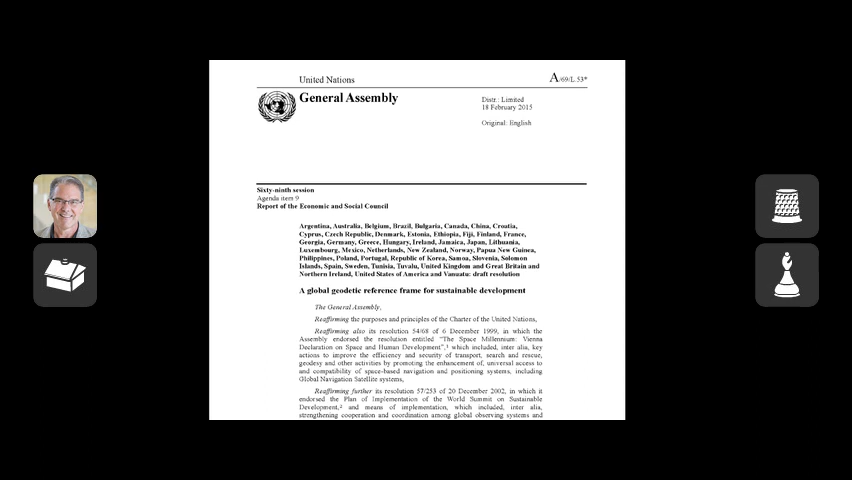 United Nations
A/69/L.53*
General Assembly
Distr.: Limited
18 February 2015
Original: English
Sixty-ninth session
Agenda item 9
Report of the Economic and Social Council
Argentina, Australia, Belgium, Brazil, Bulgaria, Canada, China, Croatia,
Cyprus, Czech Republic, Denmark, Estonia, Ethiopia, Fiji, Finland, France,
Georgia, Germany, Greece, Hungary, Ireland, Jamaica, Japan, Lithuania,
Luxembourg, Mexico, Netherlands, New Zealand, Norway, Papua New Guinea,
Philippines, Poland, Portugal, Republic of Korea, Samoa, Slovenia, Solomon
Islands, Spain, Sweden, Tunisia, Tuvalu, United Kingdom and Great Britain and
Northern Ireland, United States of America and Vanuatu: draft resolution
A global geodetic reference frame for sustainable development
The General Assembly,
Reaffirming the purposes and principles of the Charter of the United Nations,
Reaffirming also its resolution 54/68 of 6 December 1999, in which the
Assembly endorsed the resolution entitled "The Space Millennium: Vienna
Declaration on Space and Human Development",¹ which included, inter alia, key
actions to improve the efficiency and security of transport, search and rescue,
geodesy and other activities by promoting the enhancement of, universal access to
and compatibility of space-based navigation and positioning systems, including
Global Navigation Satellite systems,
Reaffirming further its resolution 57/253 of 20 December 2002, in which it
endorsed the Plan of Implementation of the World Summit on Sustainable
Development,² and means of implementation, which included, inter alia,
strengthening cooperation and coordination among global observing systems and